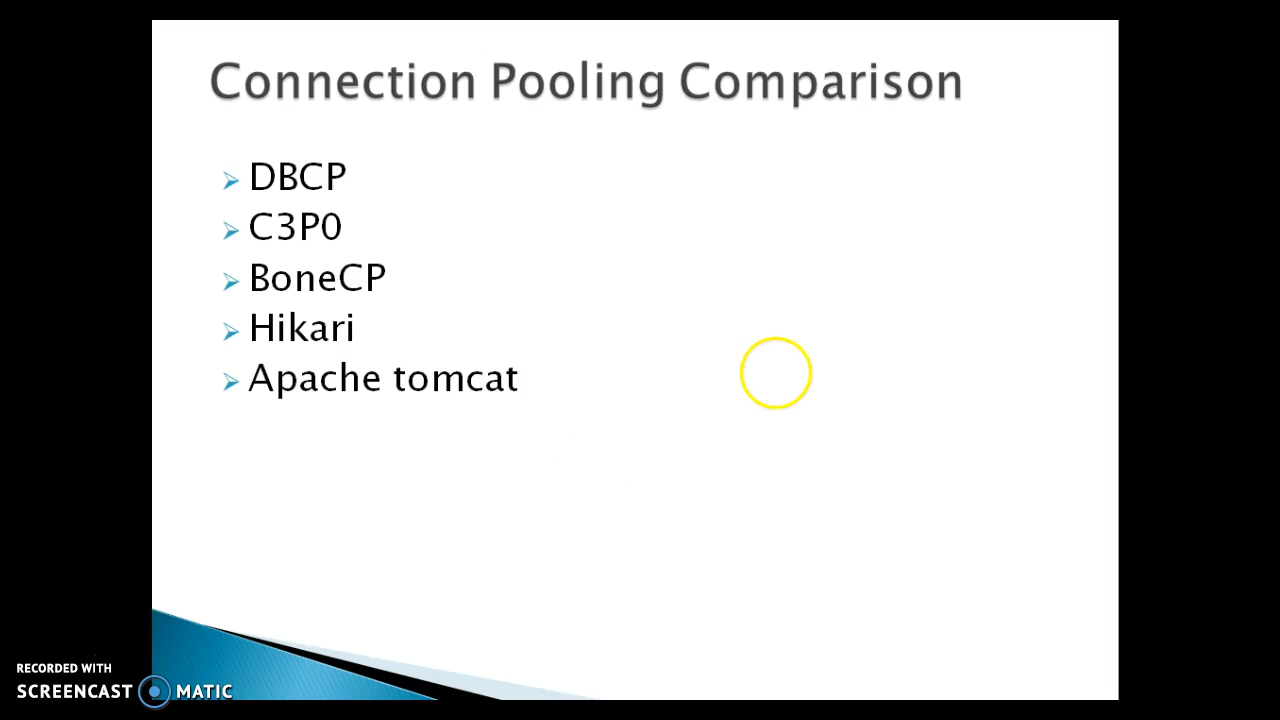 Connection Pooling Comparison
DBCP
C3P0
BoneCP
Hikari
Apache tomcat
RECORDED WITH
SCREENCAST MATIC